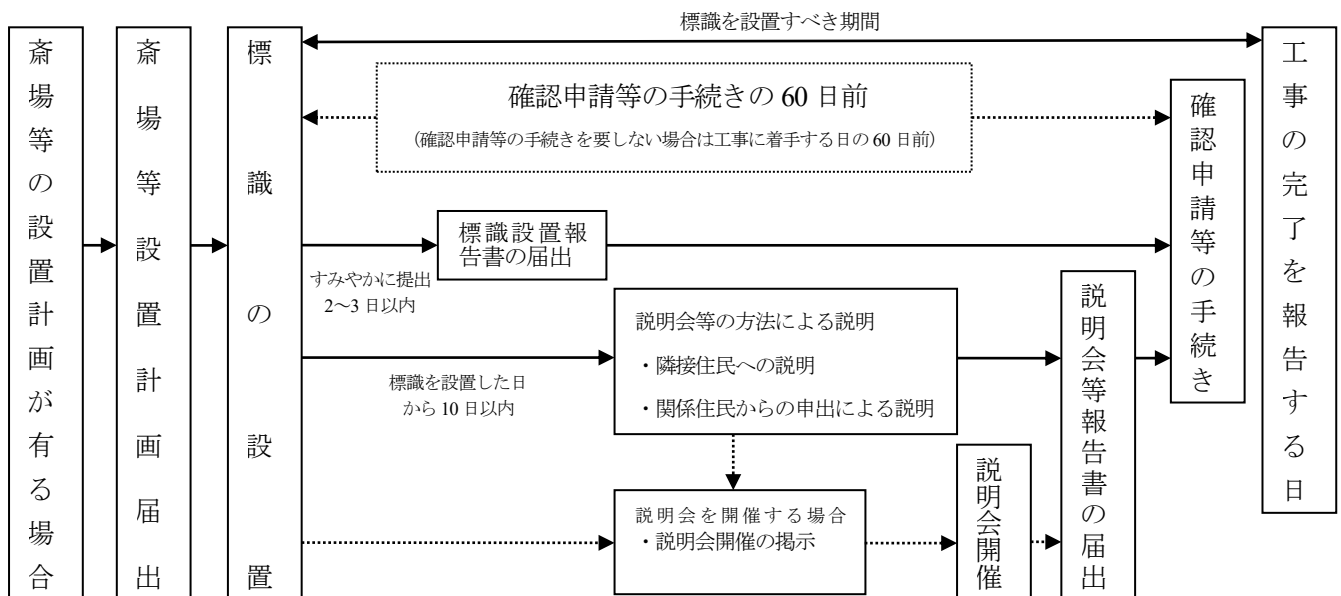 斎場等の設置計画が有る場合
斎場等設置計画届出
標識の設置
標識を設置すべき期間
確認申請等の手続きの 60 日前
(確認申請等の手続きを要しない場合は工事に着手する日の 60 日前)
標識設置報
告書の届出
すみやかに提出
2~3 日以内
説明会等の方法による説明
・隣接住民への説明
・関係住民からの申出による説明
標識を設置した日
から 10 日以内
説明会を開催する場合
・説明会開催の掲示
説明会開催
説明会等報告書の届出
確認申請等の手続き
工事の完了を報告する日